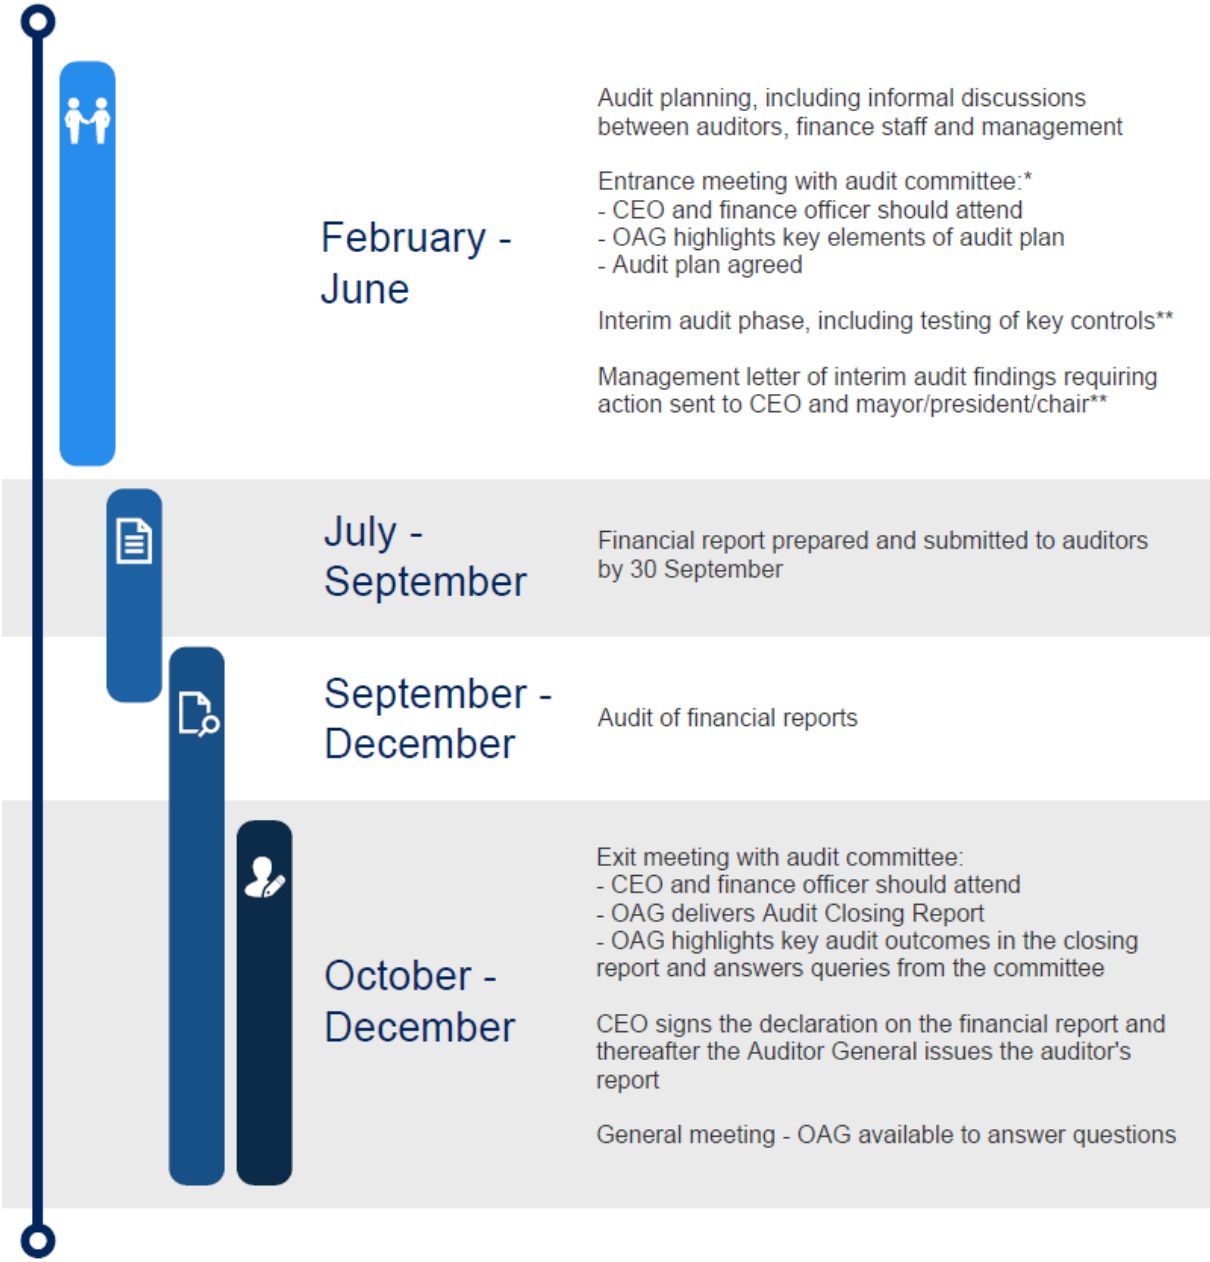 February -
June
Audit planning, including informal discussions
between auditors, finance staff and management
Entrance meeting with audit committee:*
- CEO and finance officer should attend
- OAG highlights key elements of audit plan
- Audit plan agreed
Interim audit phase, including testing of key controls**
Management letter of interim audit findings requiring
action sent to CEO and mayor/president/chair**
July -
September
Financial report prepared and submitted to auditors
by 30 September
September -
December
Audit of financial reports
October -
December
Exit meeting with audit committee:
- CEO and finance officer should attend
- OAG delivers Audit Closing Report
- OAG highlights key audit outcomes in the closing
report and answers queries from the committee
CEO signs the declaration on the financial report and
thereafter the Auditor General issues the auditor's
report
General meeting - OAG available to answer questions